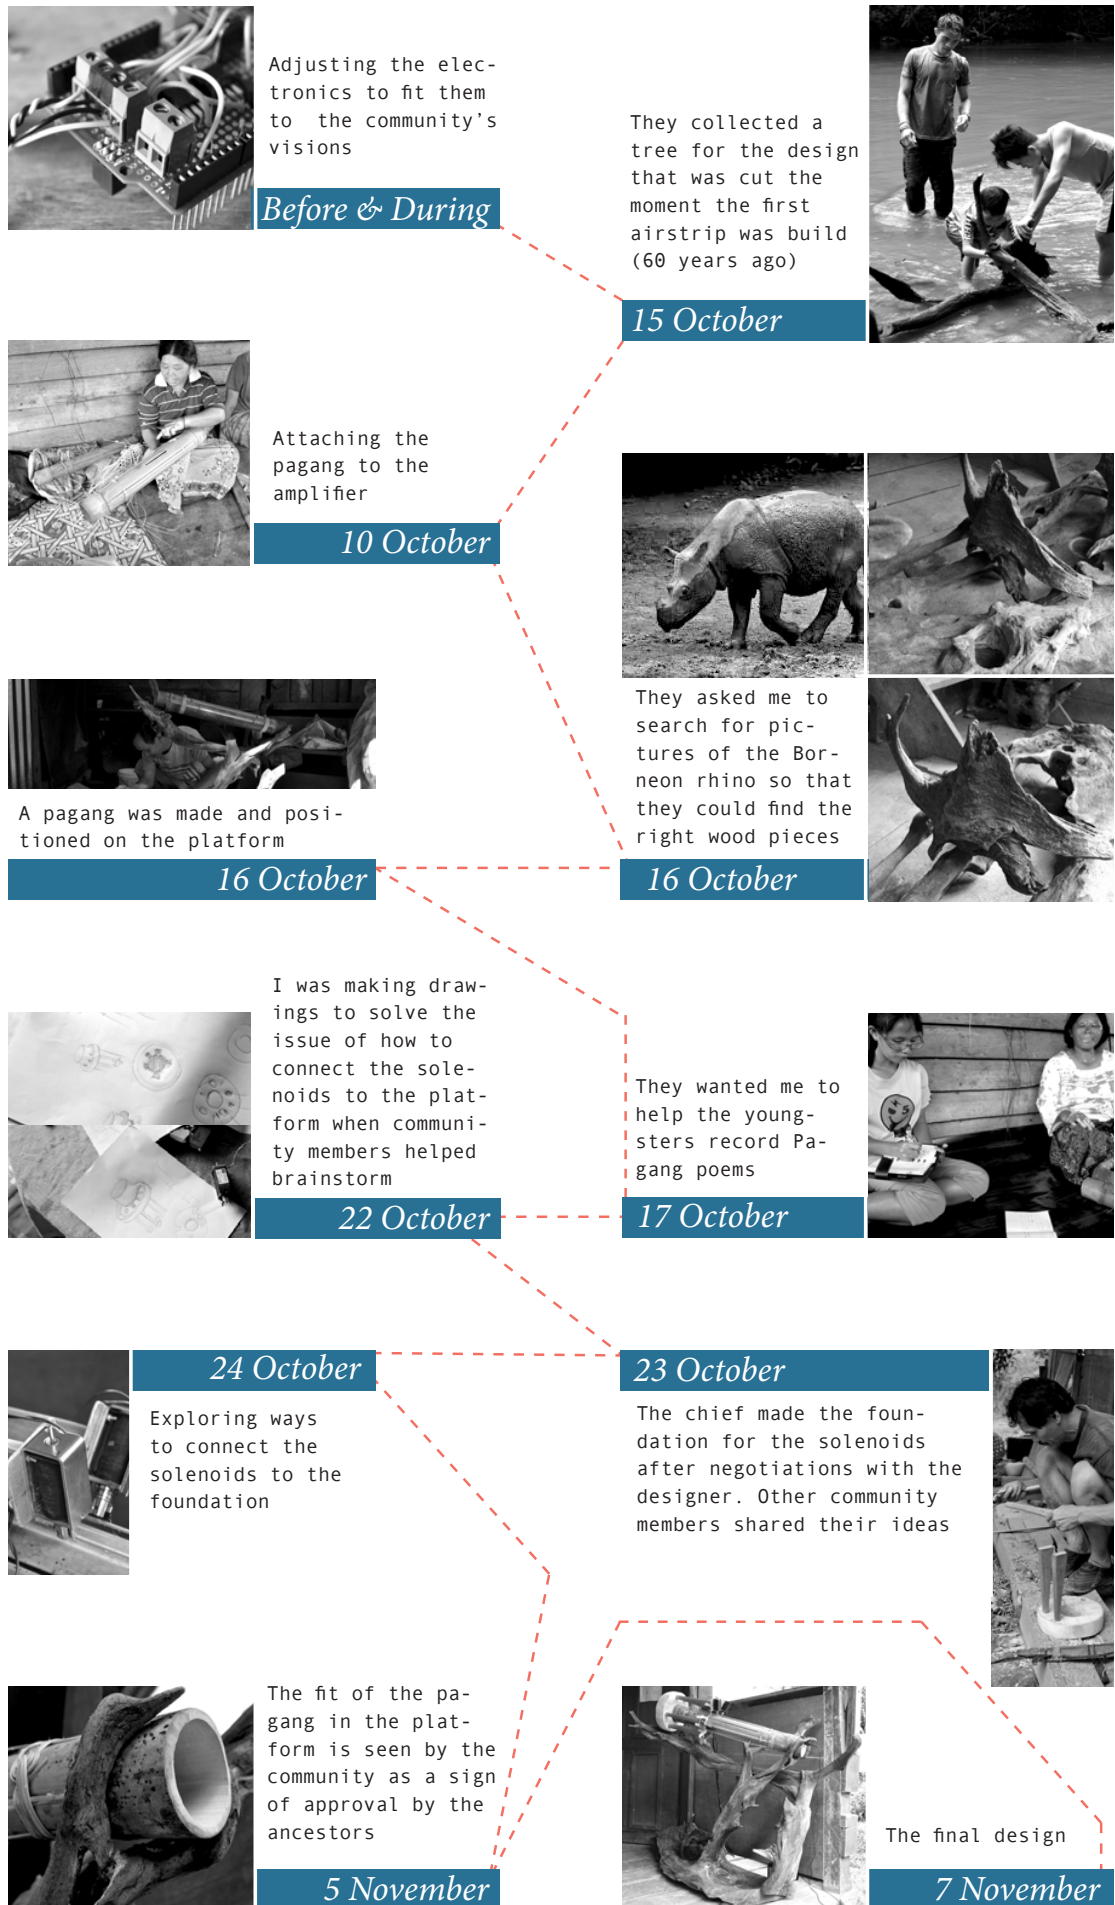 Adjusting the elec-
tronics to fit them
to the community's
visions
Before & During
They collected a
tree for the design
that was cut the
moment the first
airstrip was build
(60 years ago)
15 October
Attaching the
pagang to the
amplifier
10 October
They asked me to
search for pic-
tures of the Bor-
neon rhino so that
they could find the
right wood pieces
16 October
A pagang was made and posi-
tioned on the platform
16 October
They wanted me to
help the young-
sters record Pa-
gang poems
17 October
I was making draw-
ings to solve the
issue of how to
connect the sole-
noids to the plat-
form when communi-
ty members helped
brainstorm
22 October
23 October
The chief made the foun-
dation for the solenoids
after negotiations with the
designer. Other community
members shared their ideas
24 October
Exploring ways
to connect the
solenoids to the
foundation
The fit of the pa-
gang in the plat-
form is seen by the
community as a sign
of approval by the
ancestors
5 November
The final design
7 November